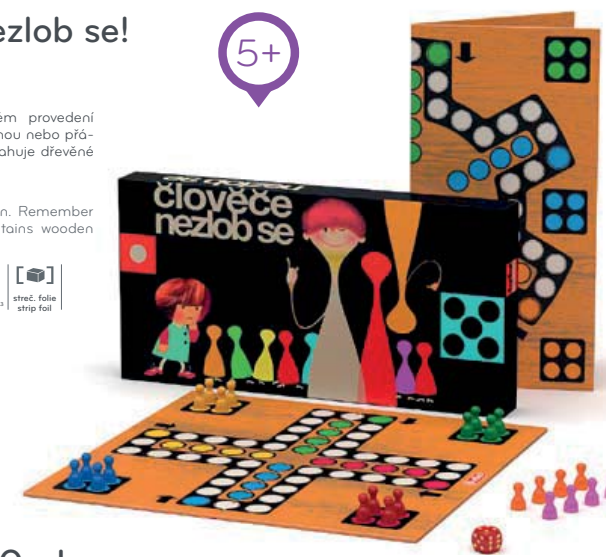 ezlob se!
5+
ém provedení
nou nebo přá-
ahuje dřevěné
n. Remember
tains wooden
streč. folie
strip foil
člověče
nezlob se